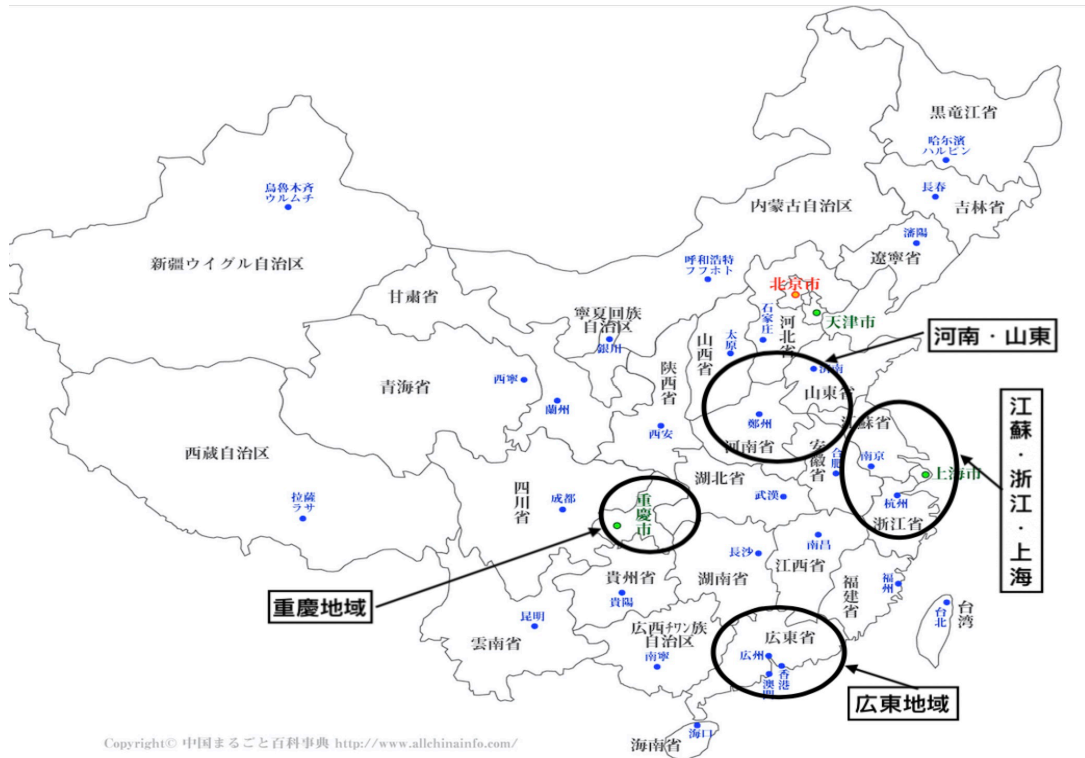 黒竜江省
哈尔濱
ハルビン
長春
吉林省
内蒙古自治区
瀋陽
遼寧省
烏魯木斉
ウルムチ
新疆ウイグル自治区
呼和浩特
フフホト
北京市
天津市
甘粛省
寧夏回族
自治区
銀川
石家庄
河北省
太原
山西省
河南・山東
済南
山東省
陝西省
青海省
西寧
蘭州
西安
鄭州
河南省
江蘇省
安徽省
合肥
南京
上海市
江蘇・浙江・上海
西蔵自治区
拉薩
ラサ
四川省
成都
重慶市
湖北省
武漢
杭州
浙江省
長沙
湖南省
南昌
江西省
重慶地域
貴州省
貴陽
福建省
福州
台北
台湾
昆明
雲南省
広西ﾁﾜﾝ族
自治区
南寧
広東省
広州
香港
澳門
広東地域
海口
海南省
Copyright© 中国まるごと百科事典 http://www.allchinainfo.com/